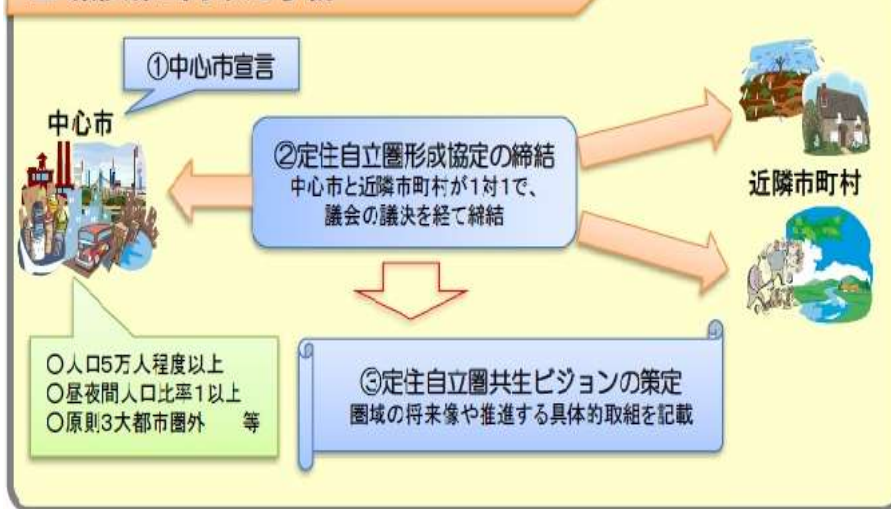 ①中心市宣言
中心市
②定住自立圏形成協定の締結
中心市と近隣市町村が1対1で、
議会の議決を経て締結
近隣市町村
〇人口5万人程度以上
〇昼夜間人口比率1以上
〇原則3大都市圏外　等
③定住自立圏共生ビジョンの策定
圏域の将来像や推進する具体的取組を記載